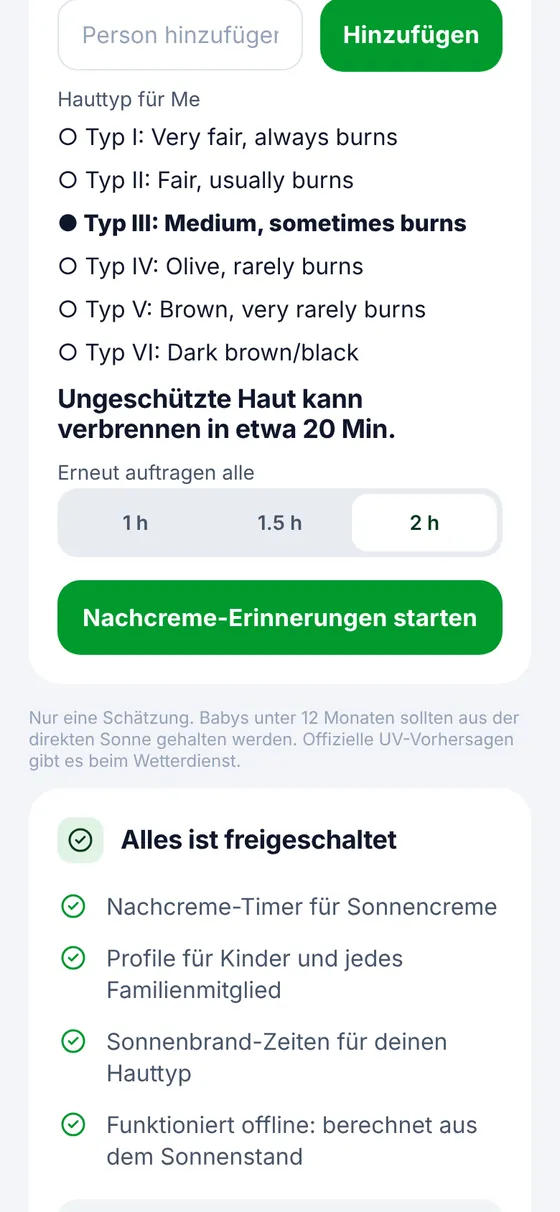 Person hinzufüger
Hinzufügen
Hauttyp für Me
Typ I: Very fair, always burns
Typ II: Fair, usually burns
Typ III: Medium, sometimes burns
Typ IV: Olive, rarely burns
Typ V: Brown, very rarely burns
Typ VI: Dark brown/black
Ungeschützte Haut kann
verbrennen in etwa 20 Min.
Erneut auftragen alle
1 h
1.5 h
2 h
Nachcreme-Erinnerungen starten
Nur eine Schätzung. Babys unter 12 Monaten sollten aus der
direkten Sonne gehalten werden. Offizielle UV-Vorhersagen
gibt es beim Wetterdienst.
Alles ist freigeschaltet
Nachcreme-Timer für Sonnencreme
Profile für Kinder und jedes
Familienmitglied
Sonnenbrand-Zeiten für deinen
Hauttyp
Funktioniert offline: berechnet aus
dem Sonnenstand